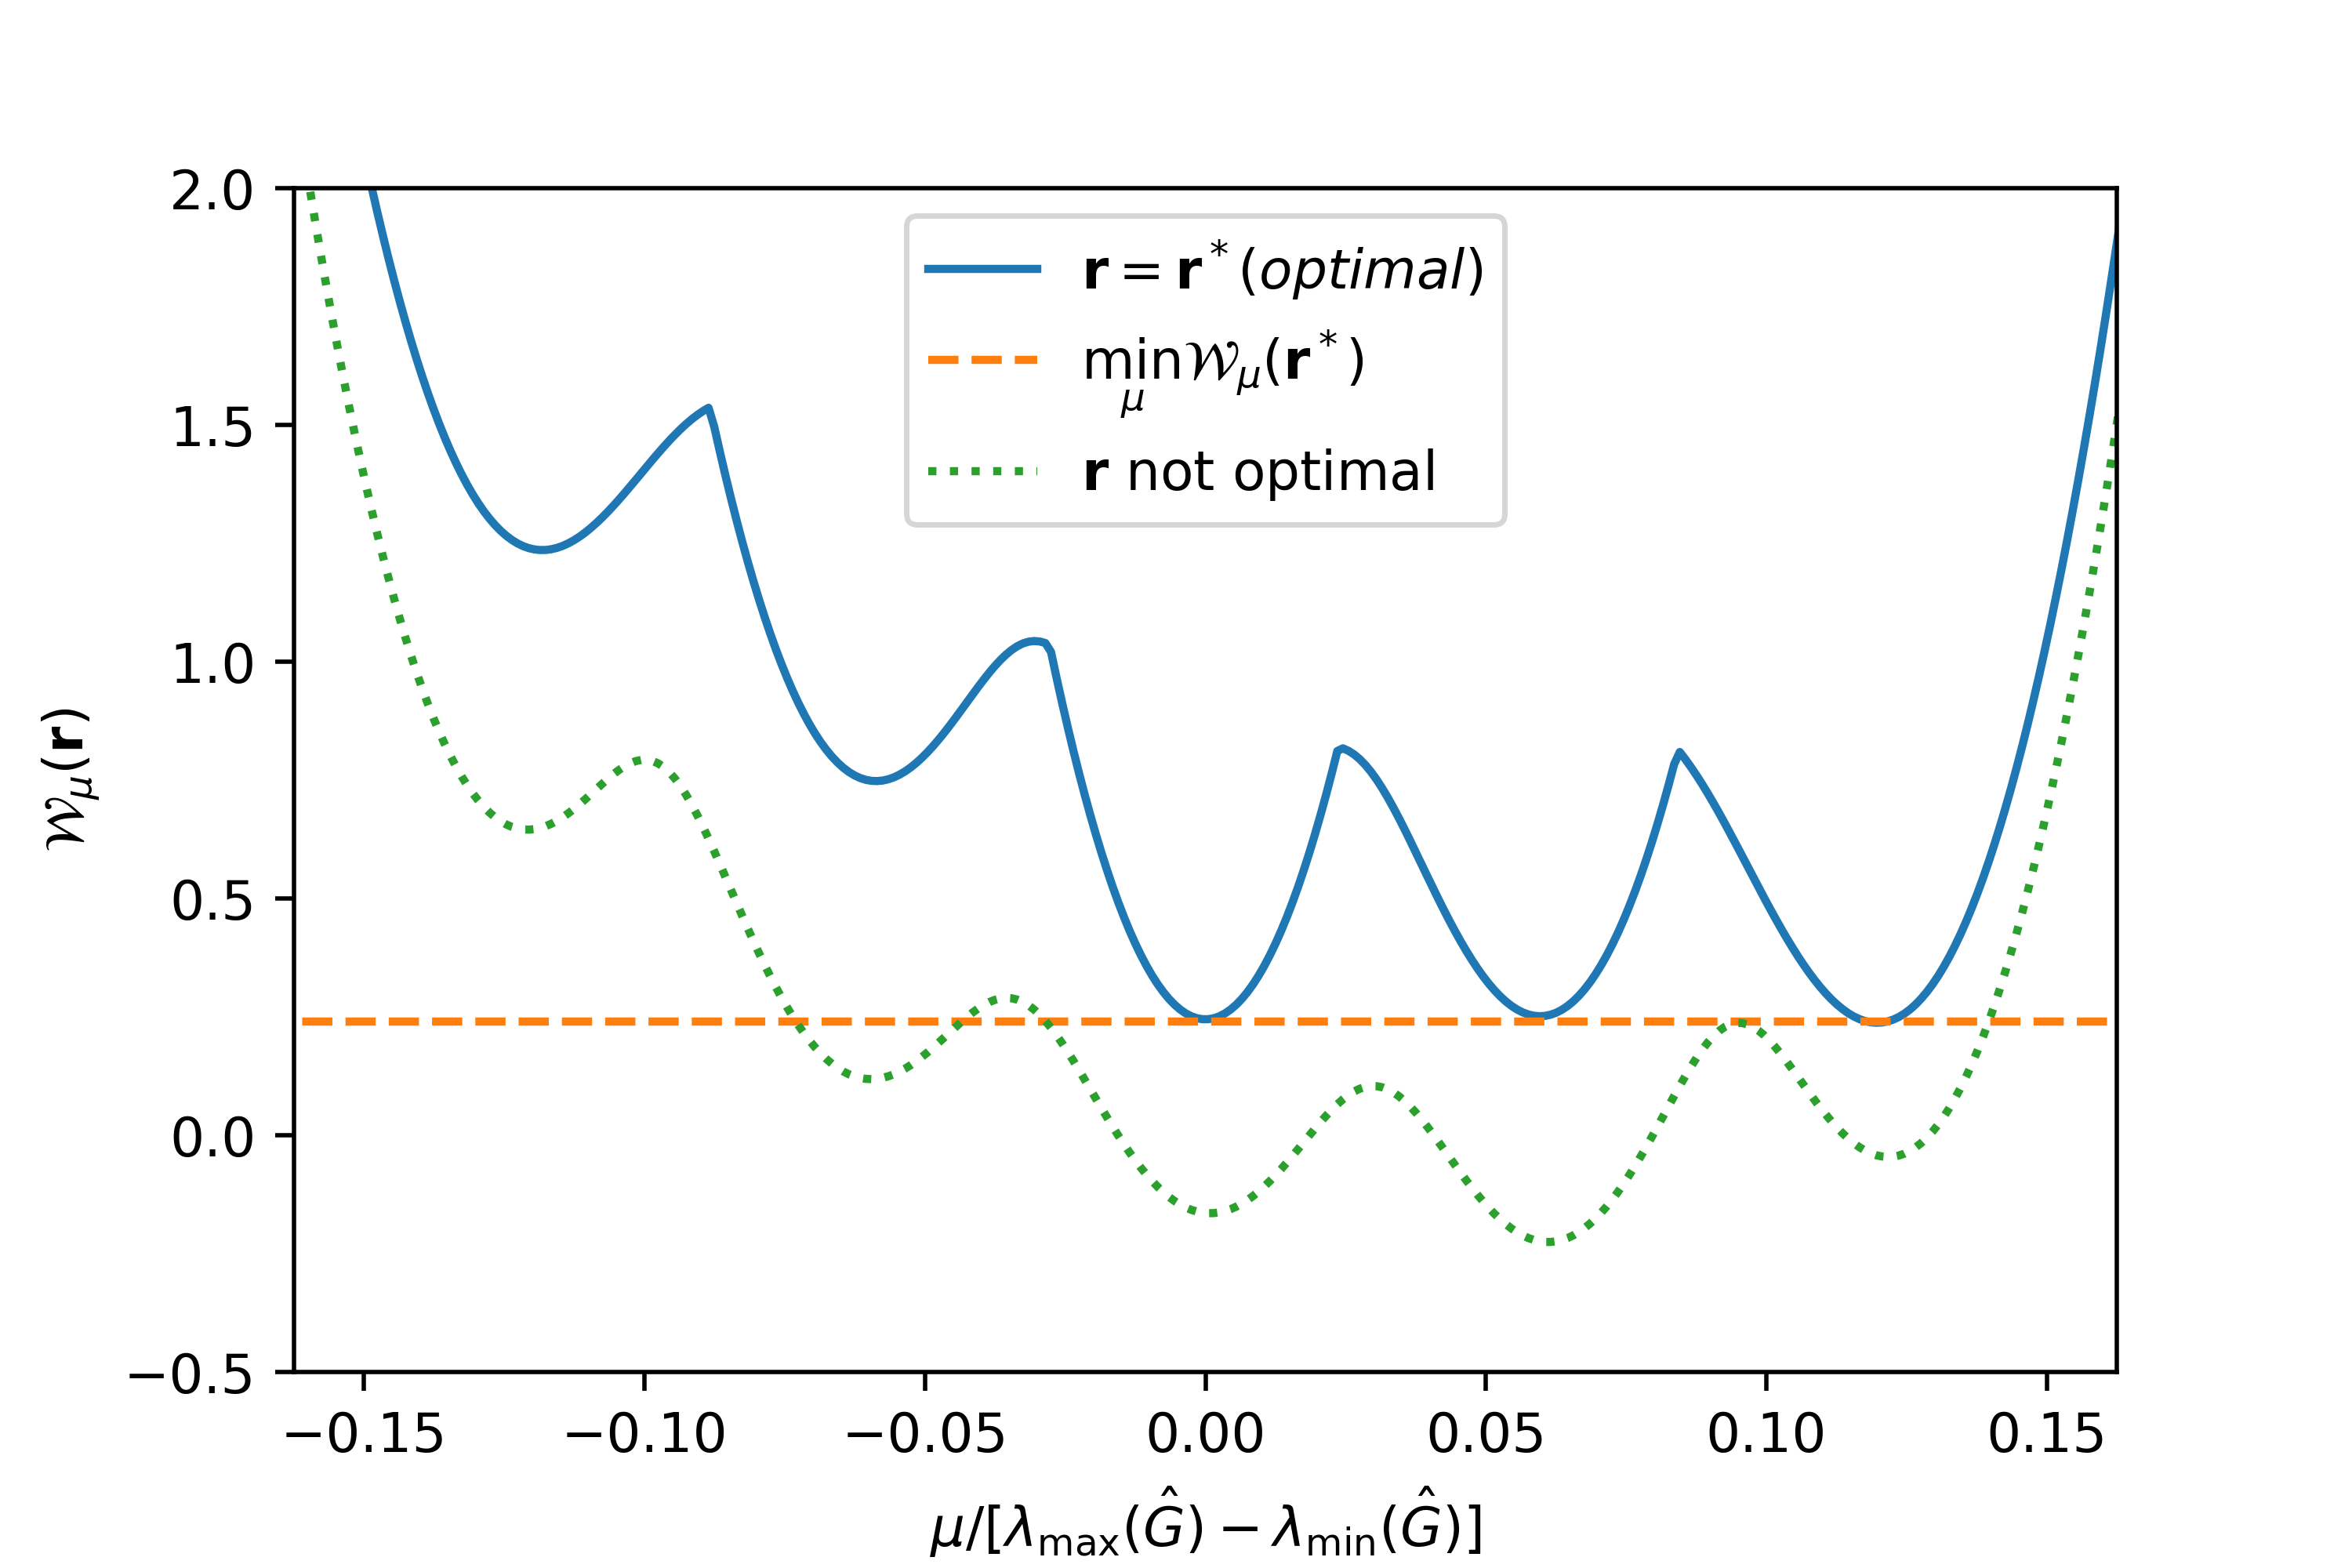 2.0
1.5
1.0
0.5
0.0
−0.5
𝒲μ(r)
r = r* (optimal)
min 𝒲μ(r*)
μ
r not optimal
−0.15 −0.10 −0.05 0.00 0.05 0.10 0.15
μ/[λmax(Ĝ) − λmin(Ĝ)]